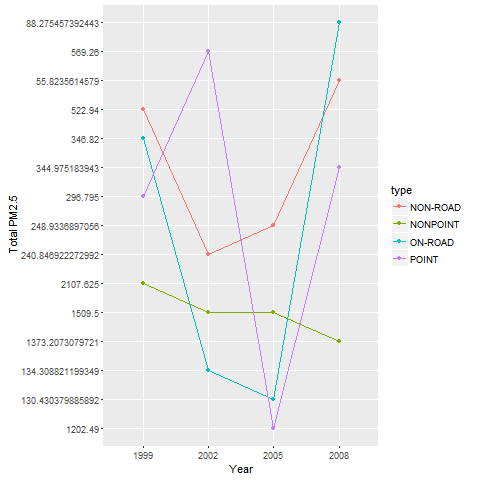 88.275457392443
569.26
55.8235614579
522.94
346.82
344.975183943
296.795
248.9336897056
240.846922272992
2107.625
1509.5
1373.2073079721
134.308821199349
130.430379885892
1202.49
Total PM2.5
1999
2002
2005
2008
Year
type
NON-ROAD
NONPOINT
ON-ROAD
POINT